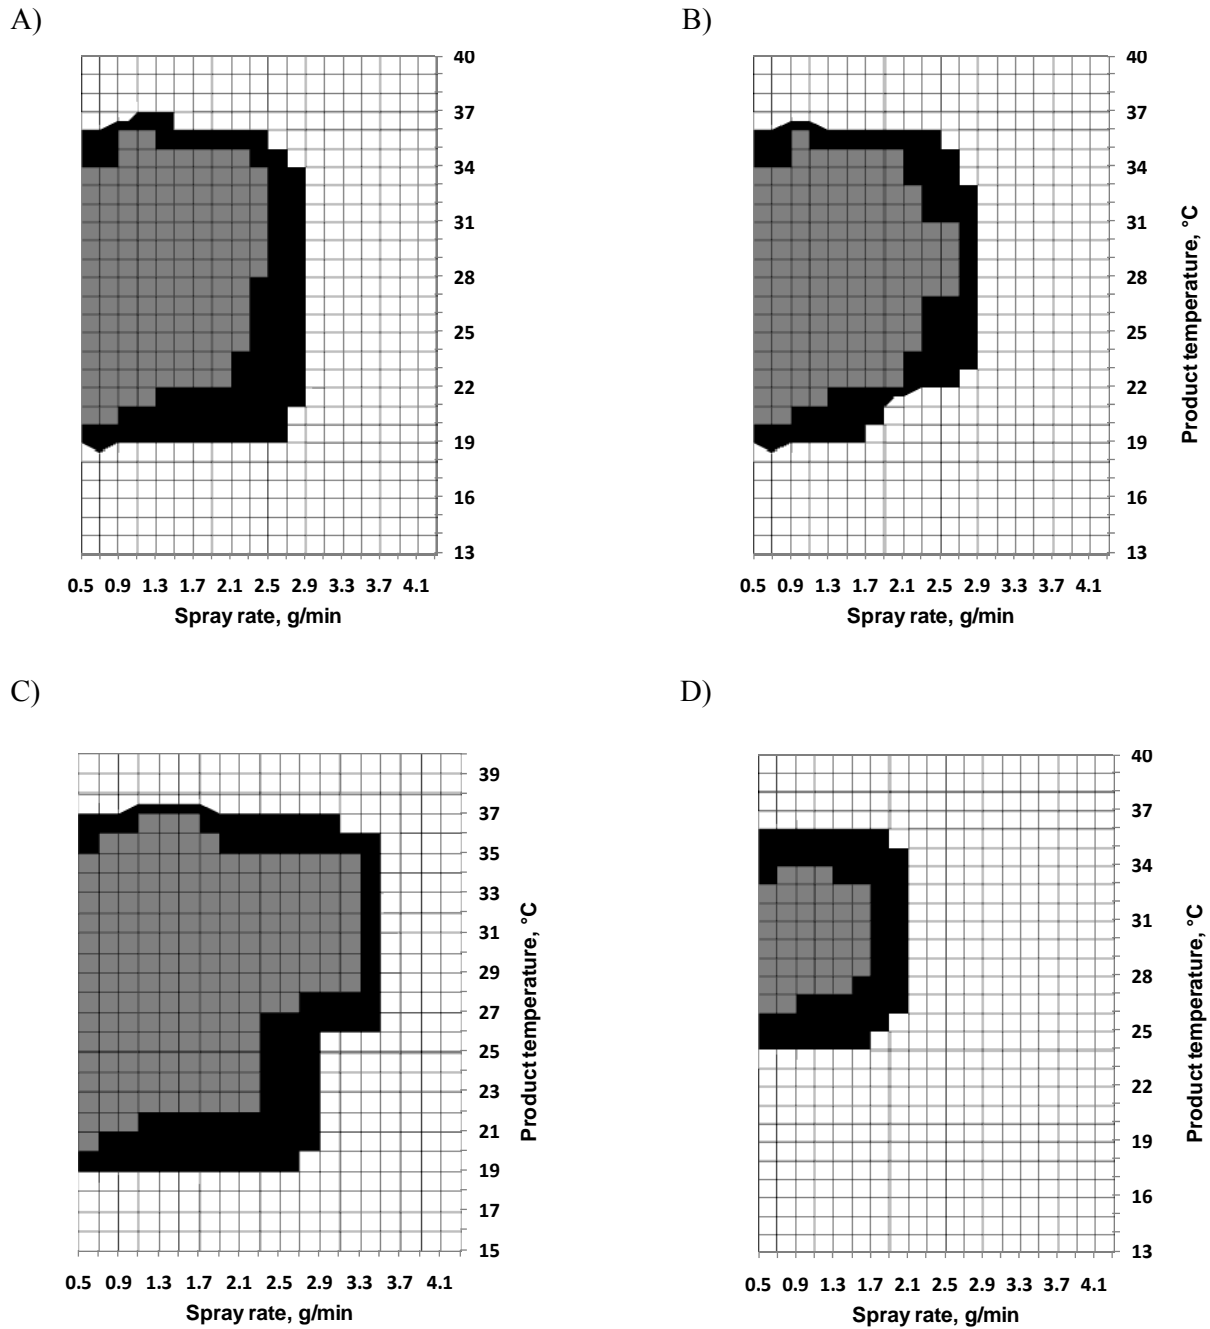 A)
B)
40
37
34
31
28
25
22
19
16
13
0.5 0.9 1.3 1.7 2.1 2.5 2.9 3.3 3.7 4.1
Spray rate, g/min
40
37
34
31
28
25
22
19
16
13
Product temperature, °C
0.5 0.9 1.3 1.7 2.1 2.5 2.9 3.3 3.7 4.1
Spray rate, g/min
C)
D)
39
37
35
33
31
29
27
25
23
21
19
17
15
Product temperature, °C
0.5 0.9 1.3 1.7 2.1 2.5 2.9 3.3 3.7 4.1
Spray rate, g/min
40
37
34
31
28
25
22
19
16
13
Product temperature, °C
0.5 0.9 1.3 1.7 2.1 2.5 2.9 3.3 3.7 4.1
Spray rate, g/min